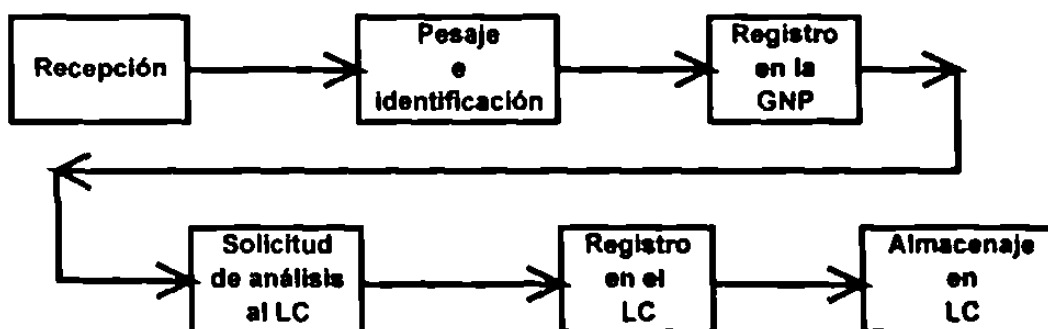 Recepción
Pesaje
e
identificación
Registro
en la
GNP
Solicitud
de análisis
al LC
Registro
en el
LC
Almacenaje
en
LC